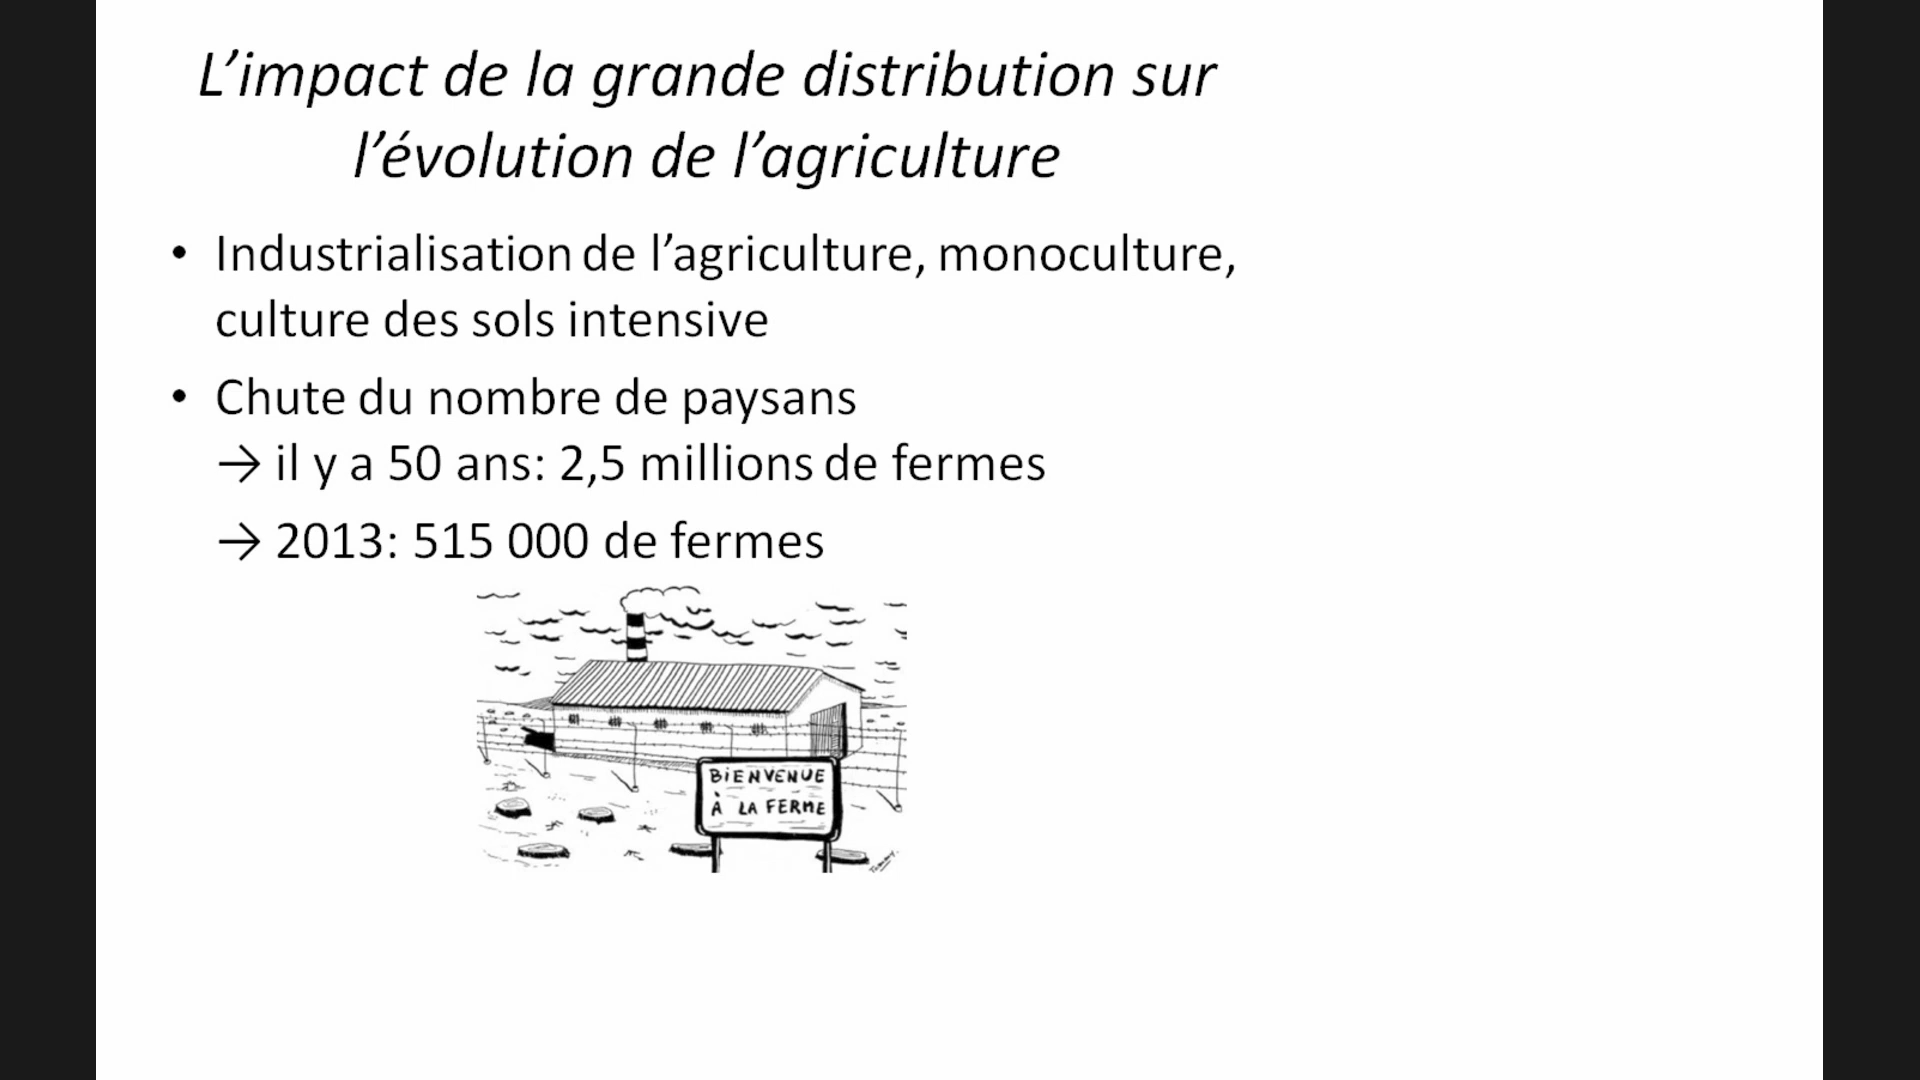 L’impact de la grande distribution sur
l’évolution de l’agriculture
• Industrialisation de l’agriculture, monoculture,
culture des sols intensive
• Chute du nombre de paysans
→ il y a 50 ans: 2,5 millions de fermes
→ 2013: 515 000 de fermes
BiENVENUE
À LA FERME